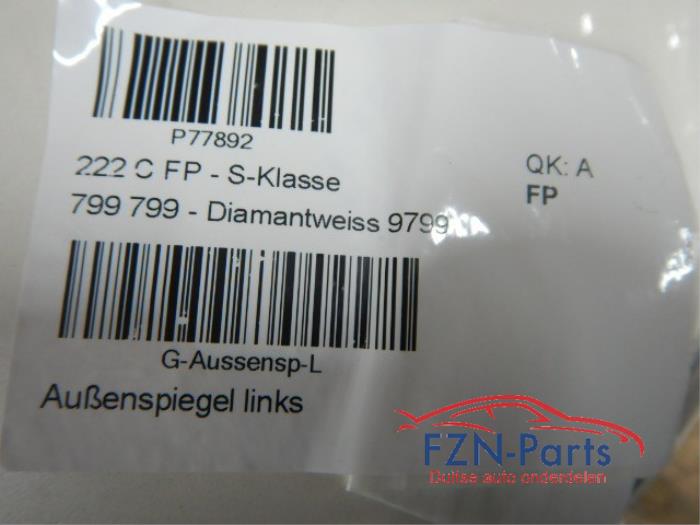 P77892
222 C FP - S-Klasse
799 799 - Diamantweiss 9799
QK: A
FP
G-Aussensp-L
Außenspiegel links
FZN-Parts
Duitse auto onderdelen